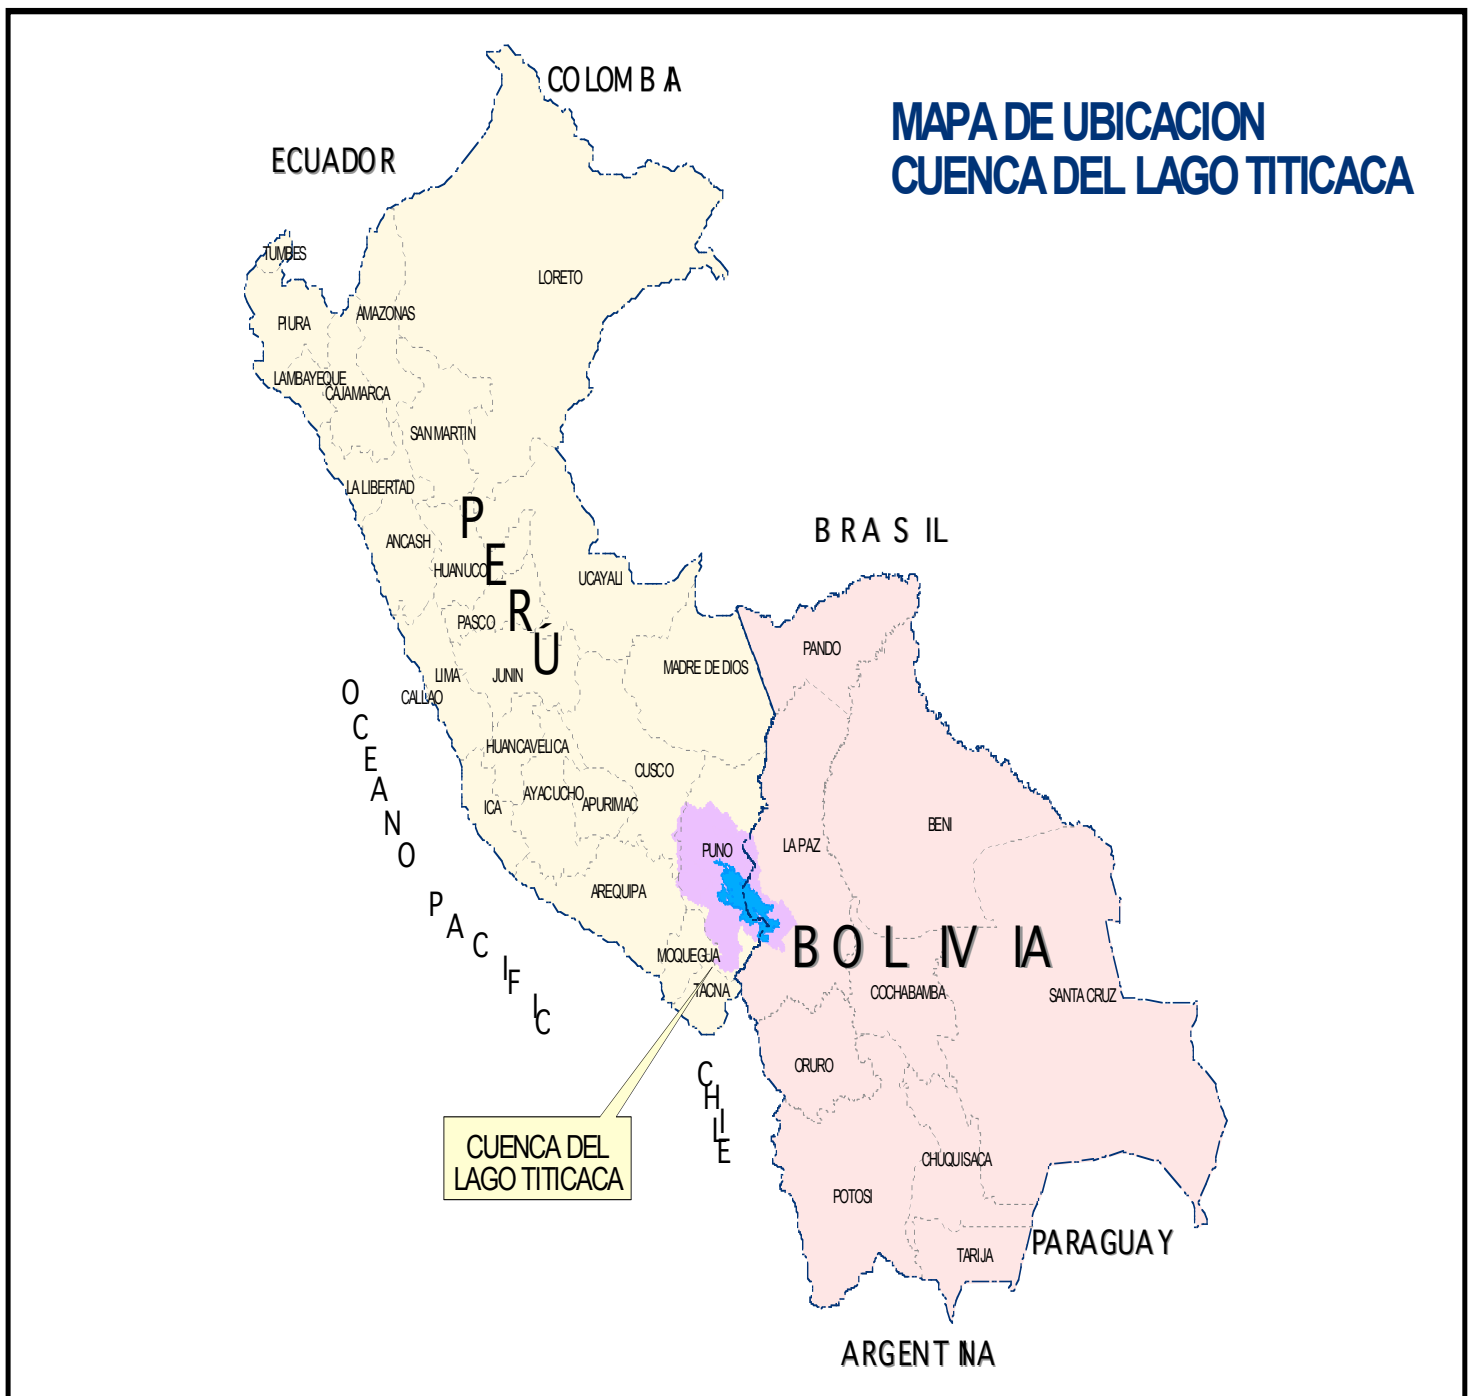 COLOMBIA
MAPA DE UBICACION
CUENCA DEL LAGO TITICACA
ECUADOR
TUMBES
LORETO
AMAZONAS
PIURA
LAMBAYEQUE
CAJAMARCA
SAN MARTIN
LA LIBERTAD
PERÚ
ANCASH
HUANUCO
UCAYALI
BRASIL
PASCO
PANDO
LIMA
JUNIN
MADRE DE DIOS
CALLAO
OCEANO PACIFIC
HUANCAVELICA
CUSCO
AYACUCHO
APURIMAC
ICA
BENI
LA PAZ
PUNO
AREQUIPA
BOLIVIA
MOQUEGUA
TACNA
COCHABAMBA
SANTA CRUZ
ORURO
CHILE
CUENCA DEL
LAGO TITICACA
CHUQUISACA
POTOSI
PARAGUAY
TARIJA
ARGENTINA